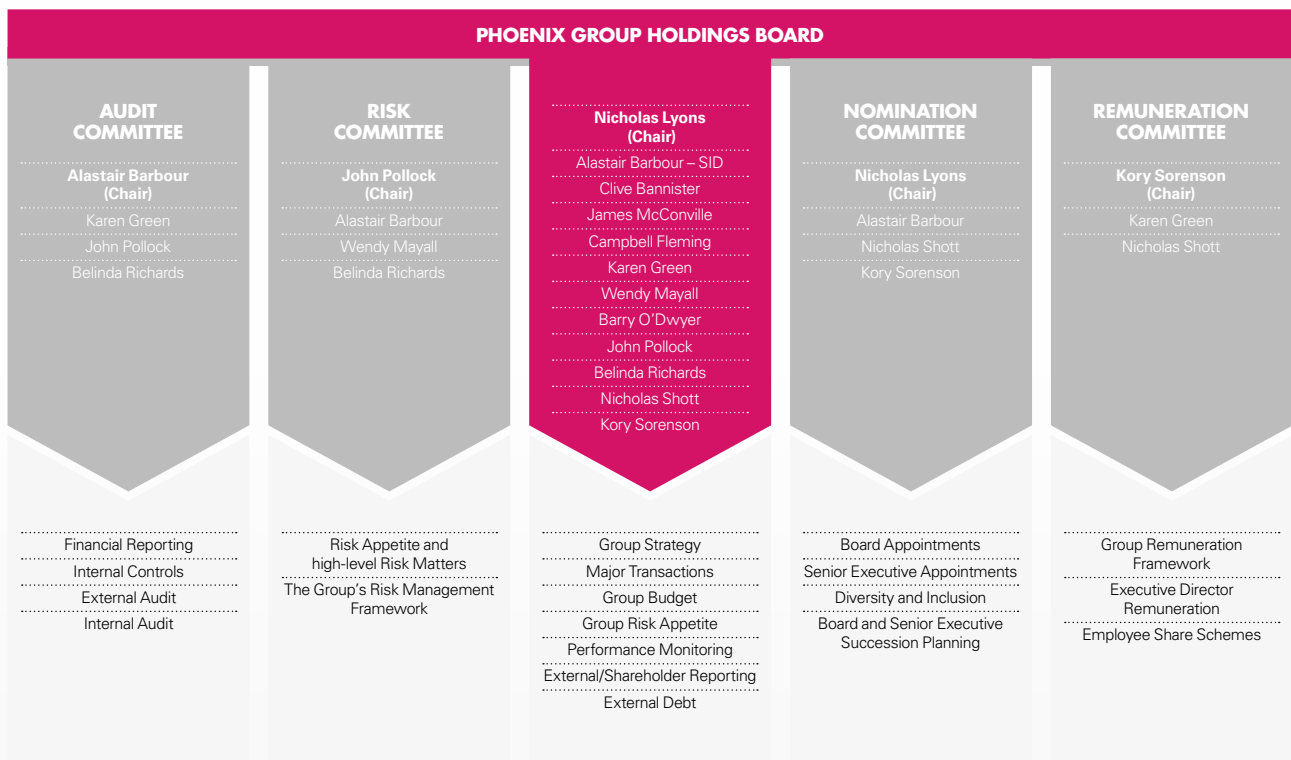 PHOENIX GROUP HOLDINGS BOARD
AUDIT
COMMITTEE
Alastair Barbour
(Chair)
Karen Green
John Pollock
Belinda Richards
Financial Reporting
Internal Controls
External Audit
Internal Audit
RISK
COMMITTEE
John Pollock
(Chair)
Alastair Barbour
Wendy Mayall
Belinda Richards
Risk Appetite and
high-level Risk Matters
The Group’s Risk Management
Framework
Nicholas Lyons
(Chair)
Alastair Barbour – SID
Clive Bannister
James McConville
Campbell Fleming
Karen Green
Wendy Mayall
Barry O’Dwyer
John Pollock
Belinda Richards
Nicholas Shott
Kory Sorenson
Group Strategy
Major Transactions
Group Budget
Group Risk Appetite
Performance Monitoring
External/Shareholder Reporting
External Debt
NOMINATION
COMMITTEE
Nicholas Lyons
(Chair)
Alastair Barbour
Nicholas Shott
Kory Sorenson
Board Appointments
Senior Executive Appointments
Diversity and Inclusion
Board and Senior Executive
Succession Planning
REMUNERATION
COMMITTEE
Kory Sorenson
(Chair)
Karen Green
Nicholas Shott
Group Remuneration
Framework
Executive Director
Remuneration
Employee Share Schemes